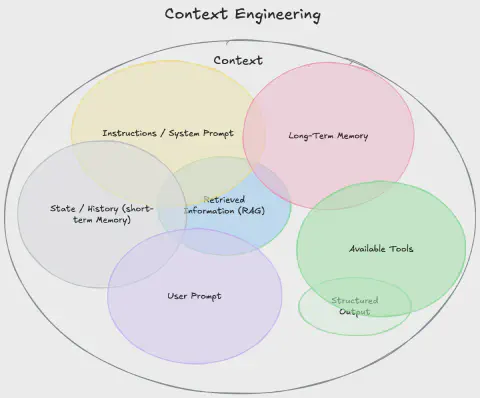 Context Engineering
Context
Instructions / System Prompt
Long-Term Memory
State / History (short-
term Memory)
Retrieved
Information (RAG)
Available Tools
User Prompt
Structured
Output